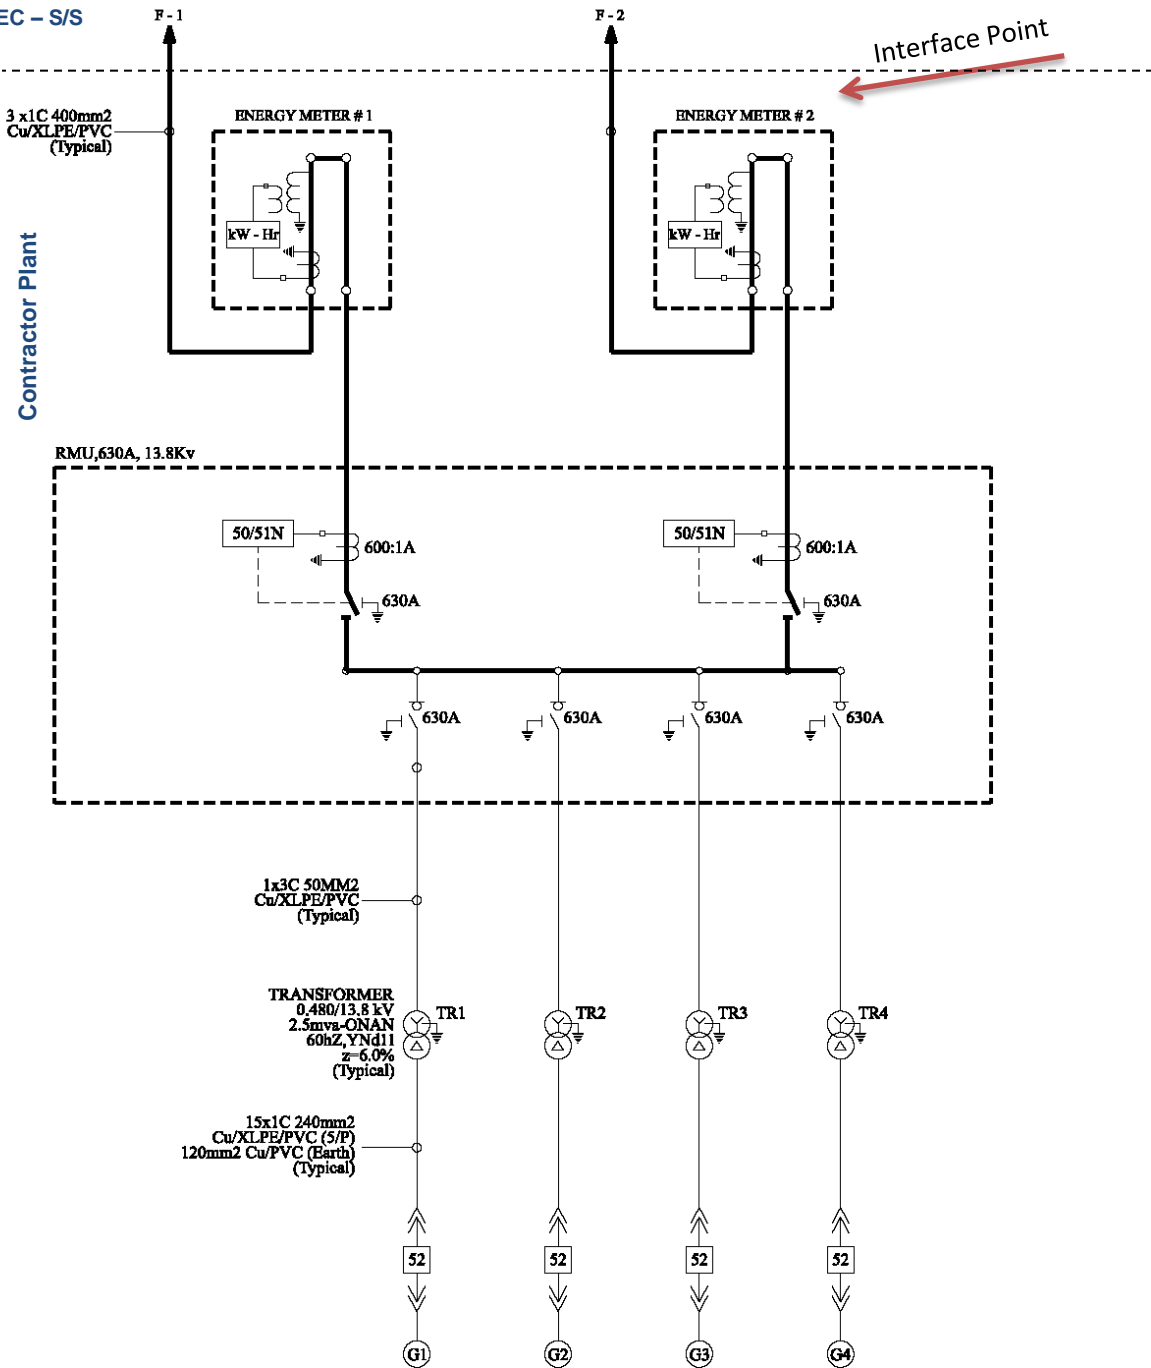 EC – S/S
F - 1
F - 2
Interface Point
3 x1C 400mm2
Cu/XLPE/PVC
(Typical)
ENERGY METER # 1
ENERGY METER # 2
kW - Hr
kW - Hr
Contractor Plant
RMU,630A, 13.8Kv
50/51N
600:1A
50/51N
600:1A
630A
630A
630A
630A
630A
630A
1x3C 50MM2
Cu/XLPE/PVC
(Typical)
TRANSFORMER
0.480/13.8 kV
2.5mva-ONAN
60hZ,YNd11
z=6.0%
(Typical)
TR1
TR2
TR3
TR4
15x1C 240mm2
Cu/XLPE/PVC (5/P)
120mm2 Cu/PVC (Earth)
(Typical)
52
52
52
52
G1
G2
G3
G4